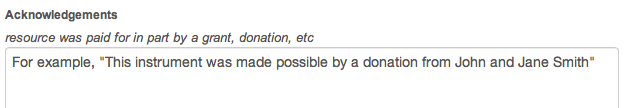 Acknowledgements
resource was paid for in part by a grant, donation, etc
For example, "This instrument was made possible by a donation from John and Jane Smith"